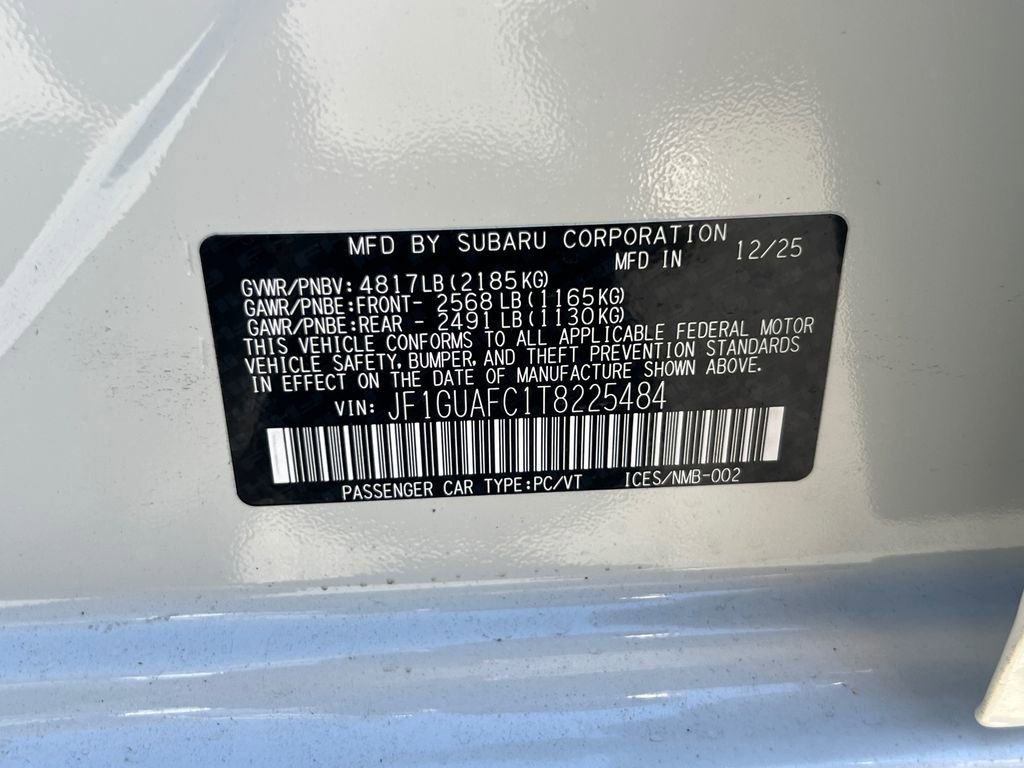 MFD BY SUBARU CORPORATION
MFD IN 12/25
GVWR/PNBV: 4817LB(2185KG)
GAWR/PNBE:FRONT- 2568 LB(1165KG)
GAWR/PNBE:REAR - 2491 LB(1130KG)
THIS VEHICLE CONFORMS TO ALL APPLICABLE FEDERAL MOTOR
VEHICLE SAFETY, BUMPER, AND THEFT PREVENTION STANDARDS
IN EFFECT ON THE DATE OF MANUFACTURE SHOWN ABOVE.
VIN: JF1GUAFC1T8225484
PASSENGER CAR TYPE:PC/VT ICES/NMB-002